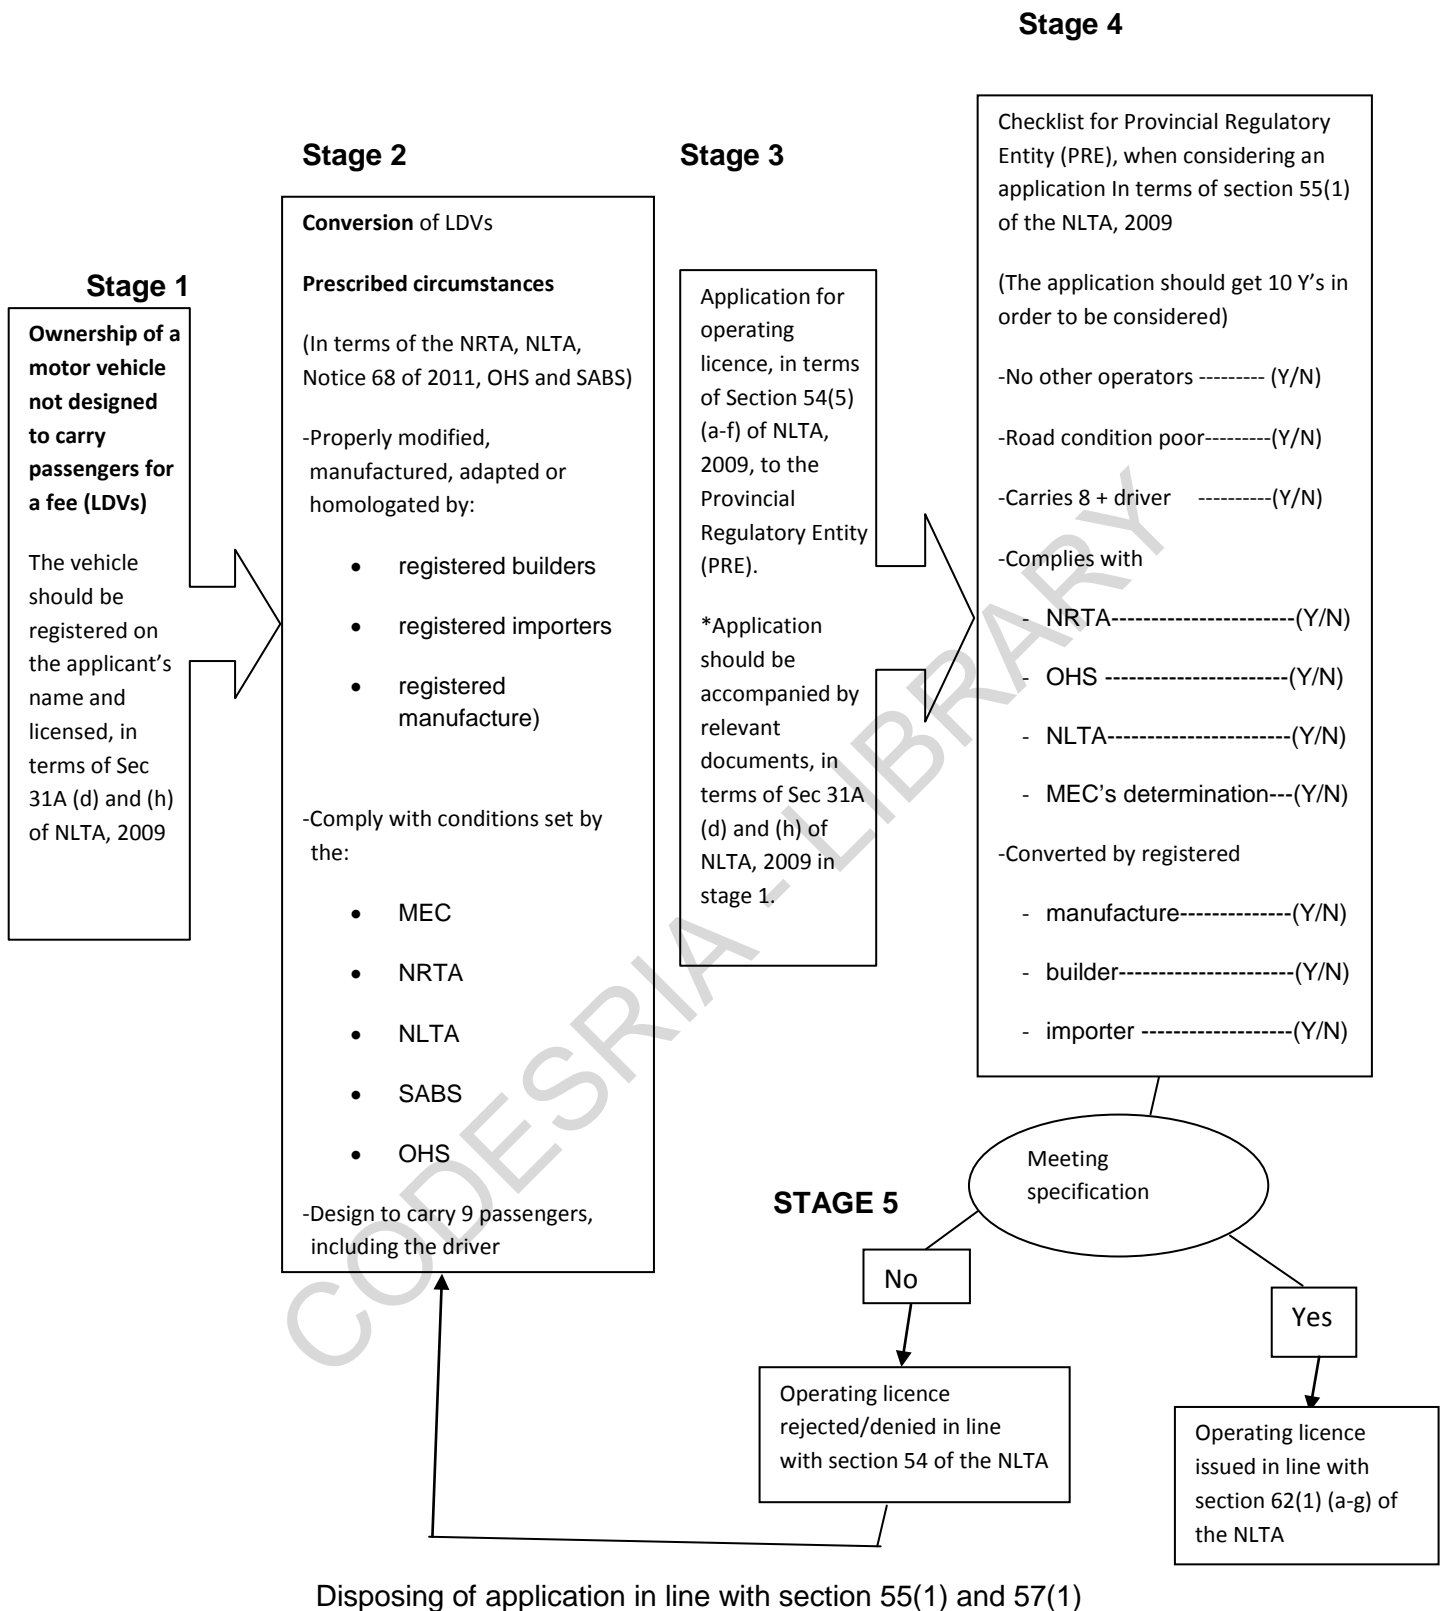 Stage 1
Ownership of a
motor vehicle
not designed
to carry
passengers for
a fee (LDVs)
The vehicle
should be
registered on
the applicant’s
name and
licensed, in
terms of Sec
31A (d) and (h)
of NLTA, 2009
Stage 2
Conversion of LDVs
Prescribed circumstances
(In terms of the NRTA, NLTA,
Notice 68 of 2011, OHS and SABS)
-Properly modified,
manufactured, adapted or
homologated by:
• registered builders
• registered importers
• registered
manufacture)
-Comply with conditions set by
the:
• MEC
• NRTA
• NLTA
• SABS
• OHS
-Design to carry 9 passengers,
including the driver
Stage 3
Application for
operating
licence, in terms
of Section 54(5)
(a-f) of NLTA,
2009, to the
Provincial
Regulatory Entity
(PRE).
*Application
should be
accompanied by
relevant
documents, in
terms of Sec 31A
(d) and (h) of
NLTA, 2009 in
stage 1.
Stage 4
Checklist for Provincial Regulatory
Entity (PRE), when considering an
application In terms of section 55(1)
of the NLTA, 2009
(The application should get 10 Y’s in
order to be considered)
-No other operators --------- (Y/N)
-Road condition poor---------(Y/N)
-Carries 8 + driver ----------(Y/N)
-Complies with
- NRTA------------------------(Y/N)
- OHS ------------------------(Y/N)
- NLTA------------------------(Y/N)
- MEC’s determination---(Y/N)
-Converted by registered
- manufacture---------------(Y/N)
- builder-----------------------(Y/N)
- importer --------------------(Y/N)
Meeting
specification
STAGE 5
No
Yes
Operating licence
rejected/denied in line
with section 54 of the NLTA
Operating licence
issued in line with
section 62(1) (a-g) of
the NLTA
Disposing of application in line with section 55(1) and 57(1)
CODESRIA - LIBRARY